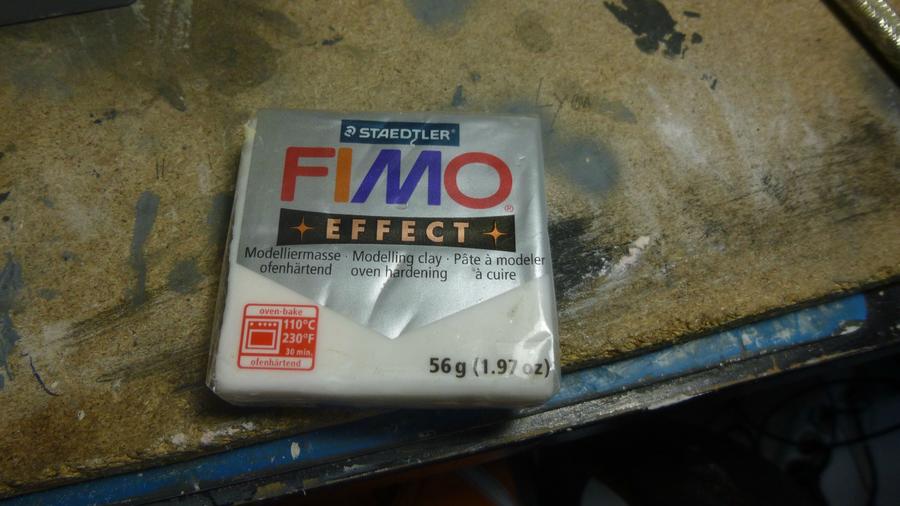 STAEDTLER®
FIMO®
EFFECT
Modelliermasse · Modelling clay · Pâte à modeler
ofenhärtend oven hardening à cuire
oven-bake
110°C
230°F
30 min.
ofenhärtend
56 g (1.97 oz)